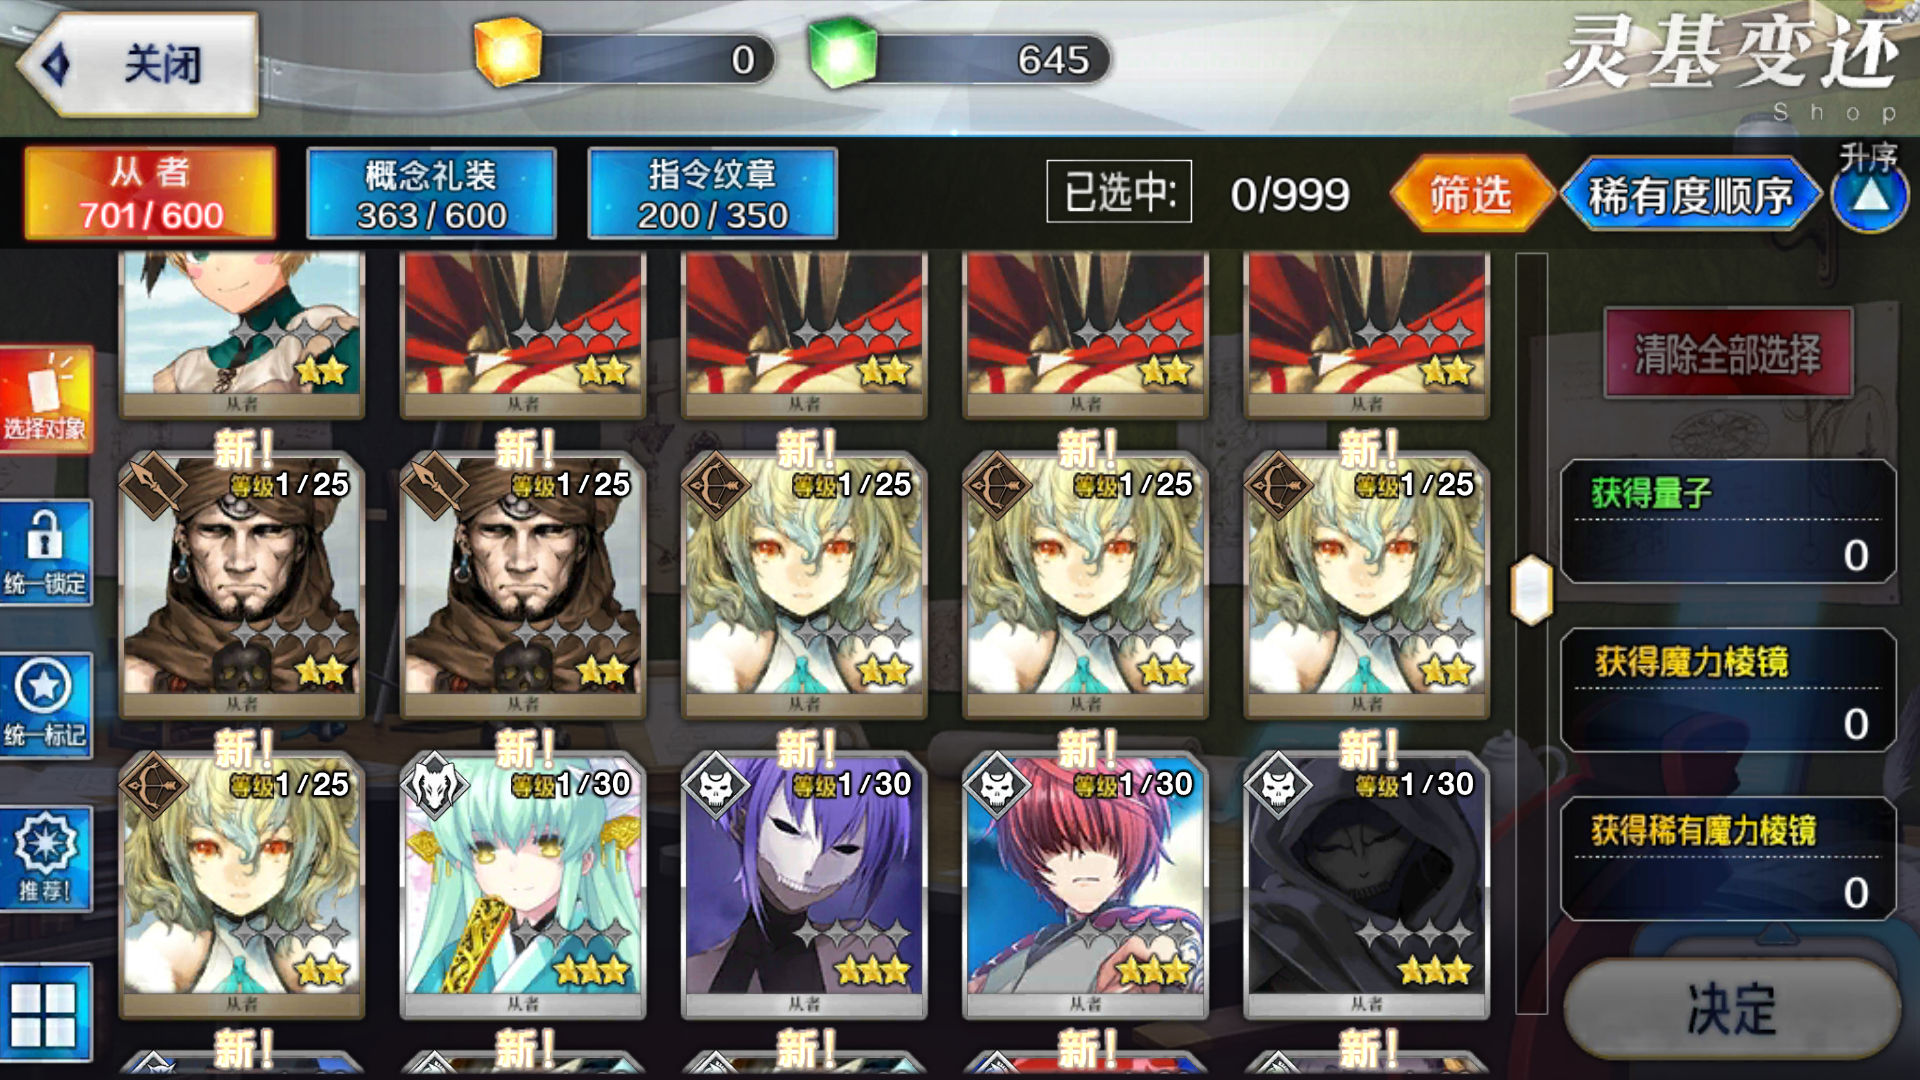 关闭
0
645
灵基变还
Shop
从者
701/600
概念礼装
363/600
指令纹章
200/350
已选中:
0/999
筛选
稀有度顺序
升序
从者
从者
从者
从者
从者
清除全部选择
选择对象
新!
新!
新!
新!
新!
等级1/25
等级1/25
等级1/25
等级1/25
等级1/25
获得量子
0
统一锁定
从者
从者
从者
从者
从者
获得魔力棱镜
0
统一标记
新!
新!
新!
新!
新!
等级1/25
等级1/30
等级1/30
等级1/30
等级1/30
获得稀有魔力棱镜
0
推荐!
从者
从者
从者
从者
从者
决定
新!
新!
新!
新!
新!